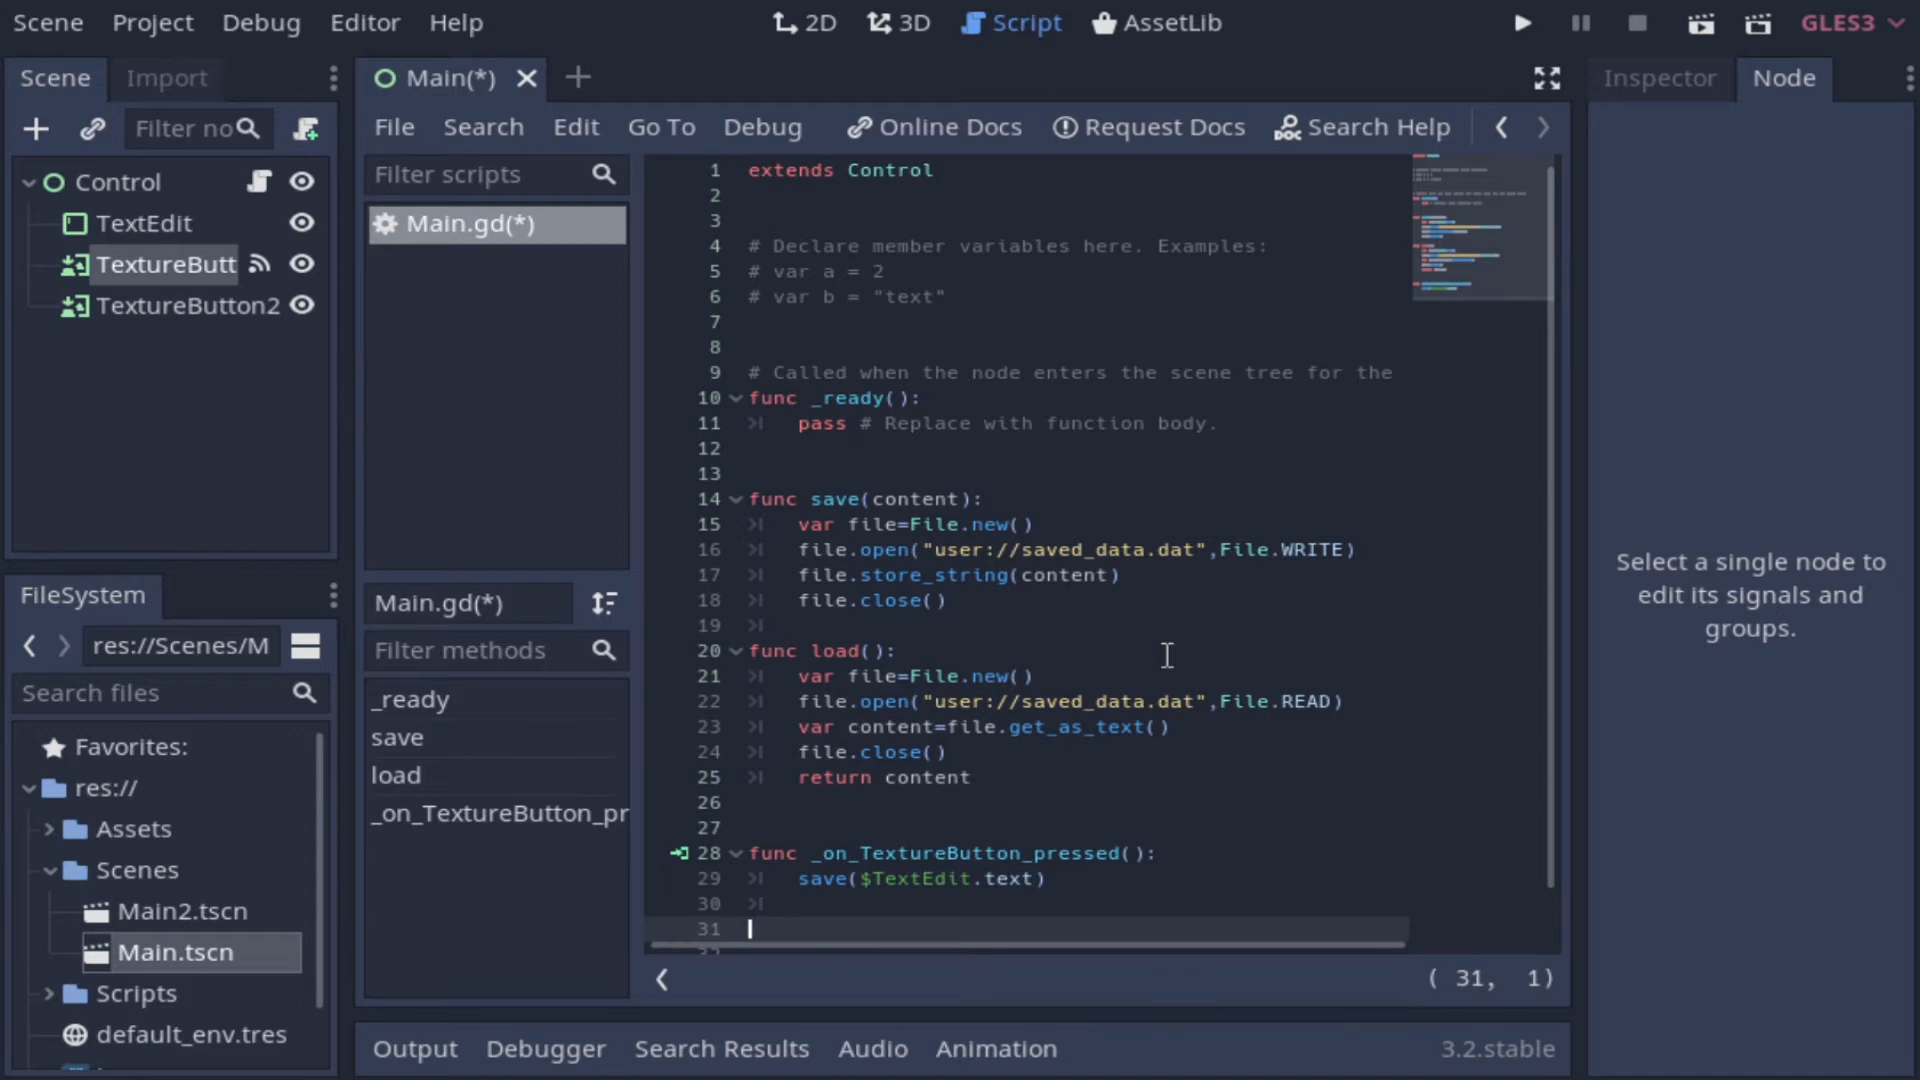 Scene Project Debug Editor Help 2D 3D Script AssetLib GLES3
Scene Import
Filter no
Control
TextEdit
TextureButt
TextureButton2
FileSystem
res://Scenes/M
Search files
Favorites:
res://
Assets
Scenes
Main2.tscn
Main.tscn
Scripts
default_env.tres
Main(*)
File Search Edit Go To Debug Online Docs Request Docs DOC Search Help
Filter scripts
Main.gd(*)
Main.gd(*)
Filter methods
_ready
save
load
_on_TextureButton_pr
1 extends Control
2
3
4 # Declare member variables here. Examples:
5 # var a = 2
6 # var b = "text"
7
8
9 # Called when the node enters the scene tree for the
10 func _ready():
11 pass # Replace with function body.
12
13
14 func save(content):
15 var file=File.new()
16 file.open("user://saved_data.dat",File.WRITE)
17 file.store_string(content)
18 file.close()
19
20 func load():
21 var file=File.new()
22 file.open("user://saved_data.dat",File.READ)
23 var content=file.get_as_text()
24 file.close()
25 return content
26
27
28 func _on_TextureButton_pressed():
29 save($TextEdit.text)
30
31
( 31, 1)
Output Debugger Search Results Audio Animation 3.2.stable
Inspector Node
Select a single node to
edit its signals and
groups.